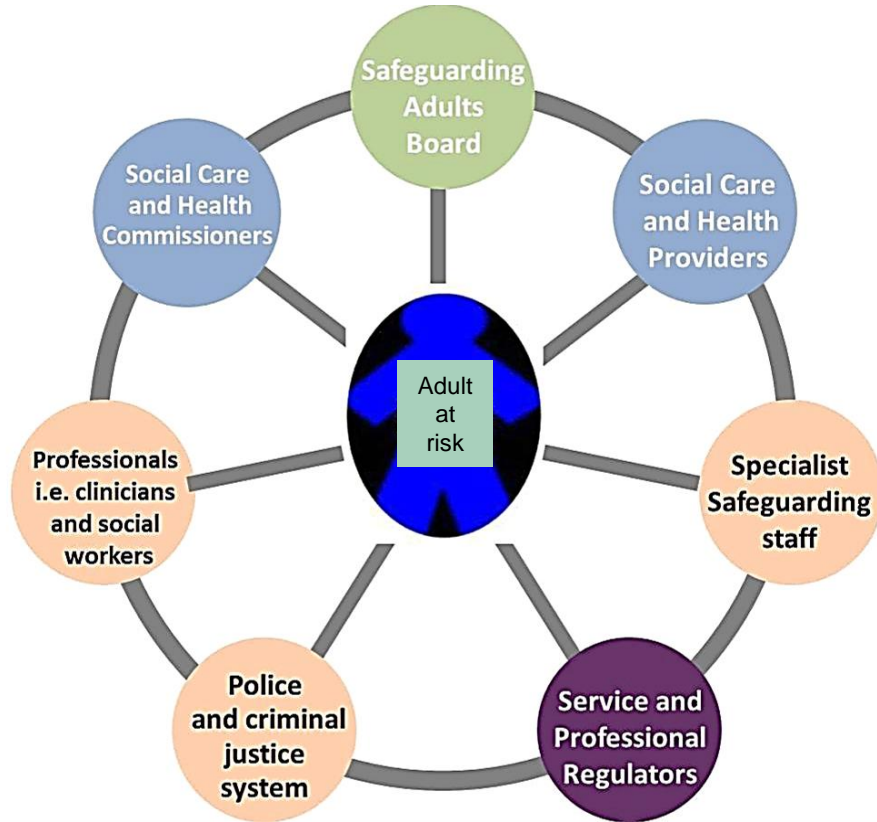 Safeguarding
Adults
Board
Social Care
and Health
Commissioners
Social Care
and Health
Providers
Adult
at
risk
Professionals
i.e. clinicians
and social
workers
Specialist
Safeguarding
staff
Police
and criminal
justice
system
Service and
Professional
Regulators